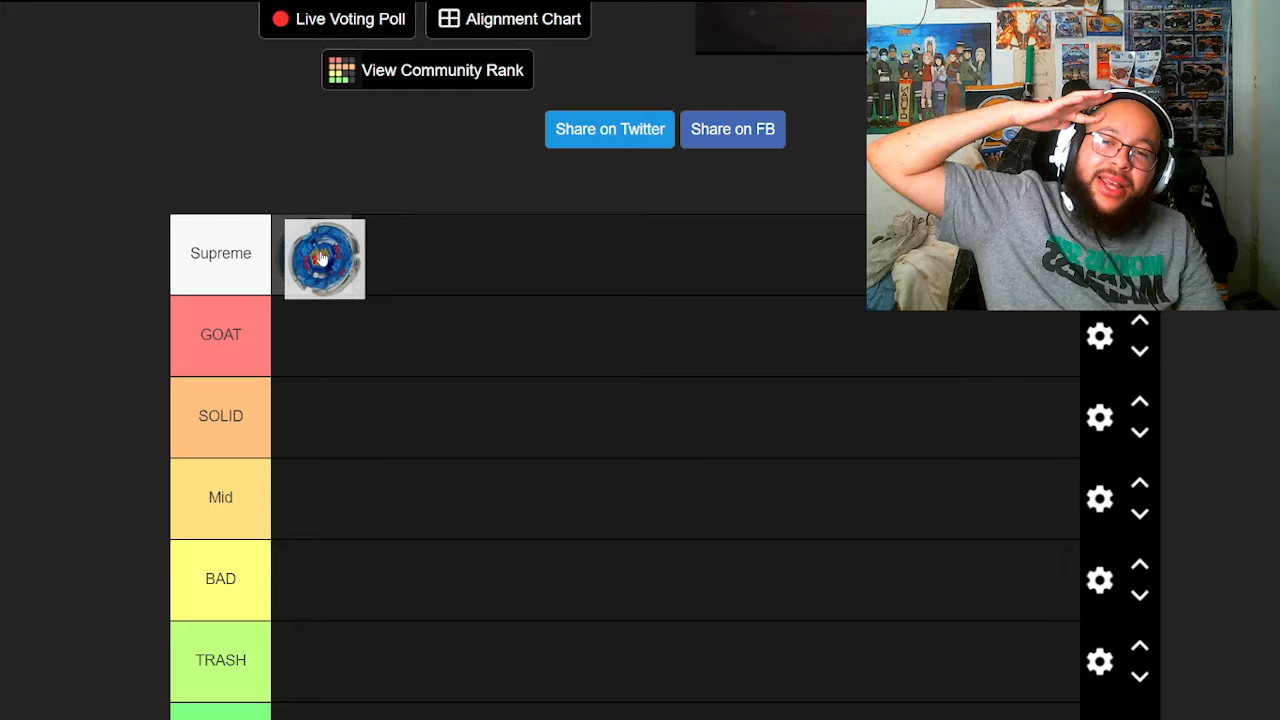 Live Voting Poll
Alignment Chart
View Community Rank
Share on Twitter
Share on FB
Supreme
GOAT
SOLID
Mid
BAD
TRASH